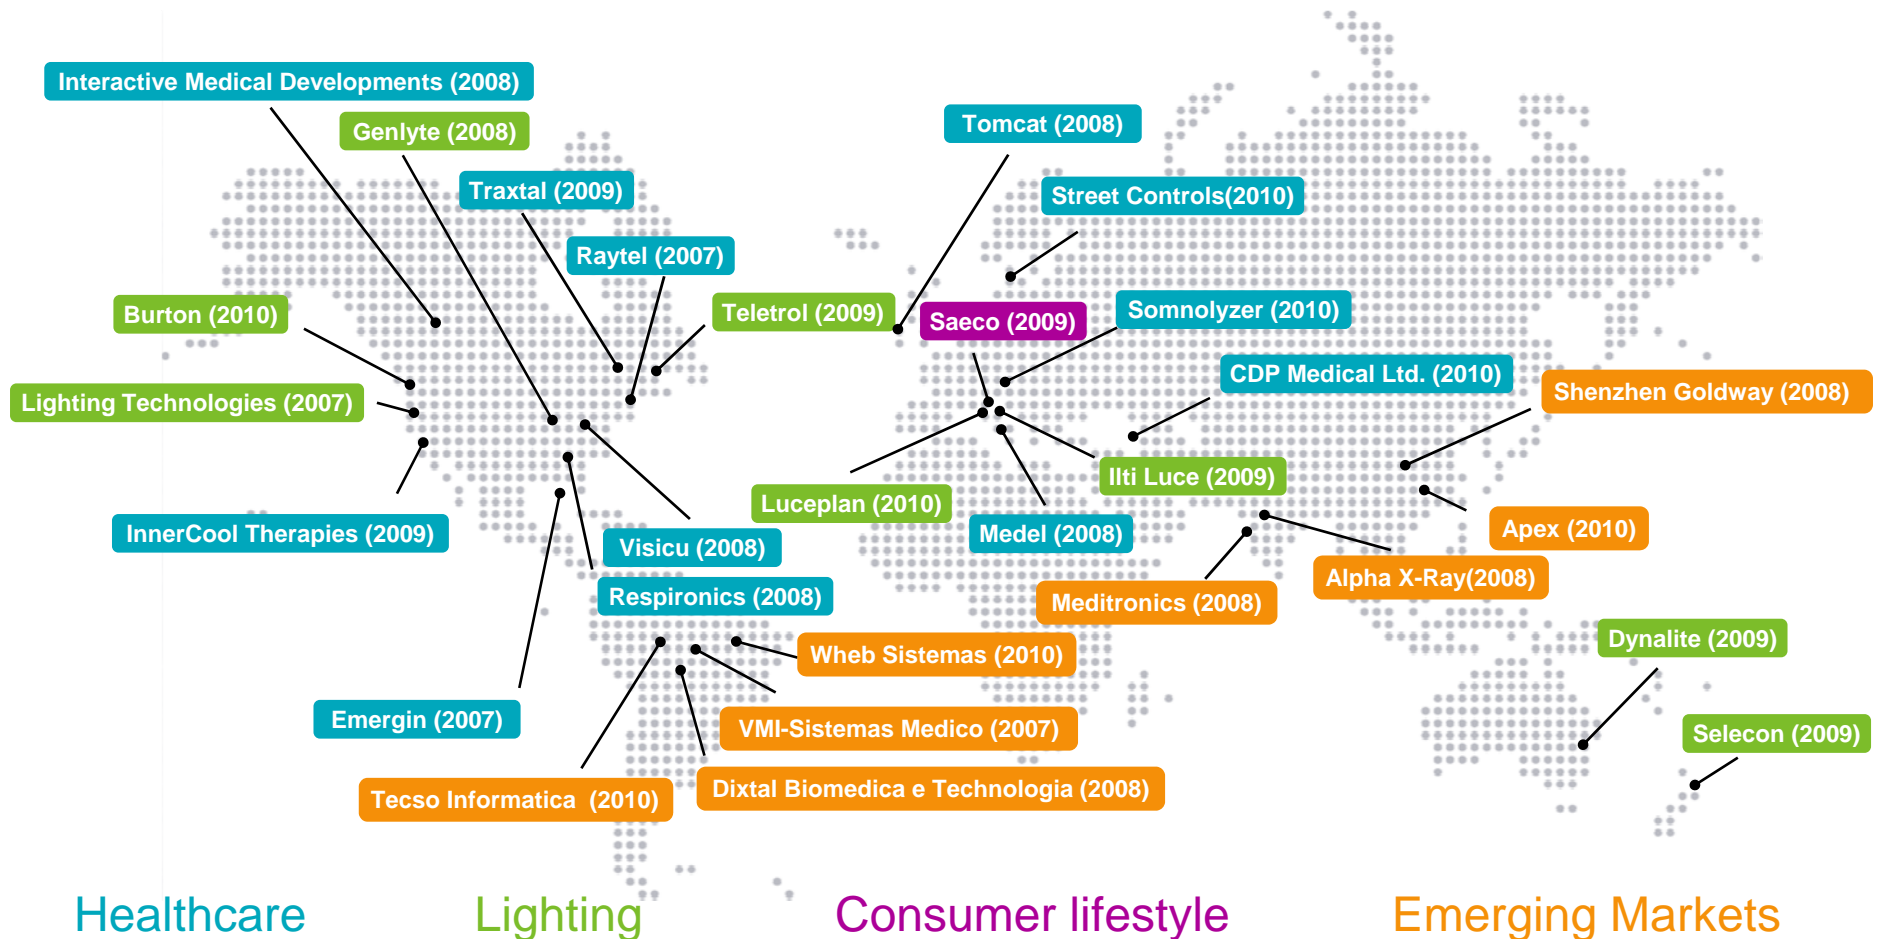 Interactive Medical Developments (2008)
Genlyte (2008)
Tomcat (2008)
Traxtal (2009)
Street Controls(2010)
Raytel (2007)
Burton (2010)
Teletrol (2009)
Saeco (2009)
Somnolyzer (2010)
CDP Medical Ltd. (2010)
Shenzhen Goldway (2008)
Lighting Technologies (2007)
Ilti Luce (2009)
Luceplan (2010)
InnerCool Therapies (2009)
Visicu (2008)
Medel (2008)
Apex (2010)
Alpha X-Ray(2008)
Respironics (2008)
Meditronics (2008)
Dynalite (2009)
Wheb Sistemas (2010)
Emergin (2007)
VMI-Sistemas Medico (2007)
Selecon (2009)
Tecso Informatica (2010)
Dixtal Biomedica e Technologia (2008)
Healthcare
Lighting
Consumer lifestyle
Emerging Markets